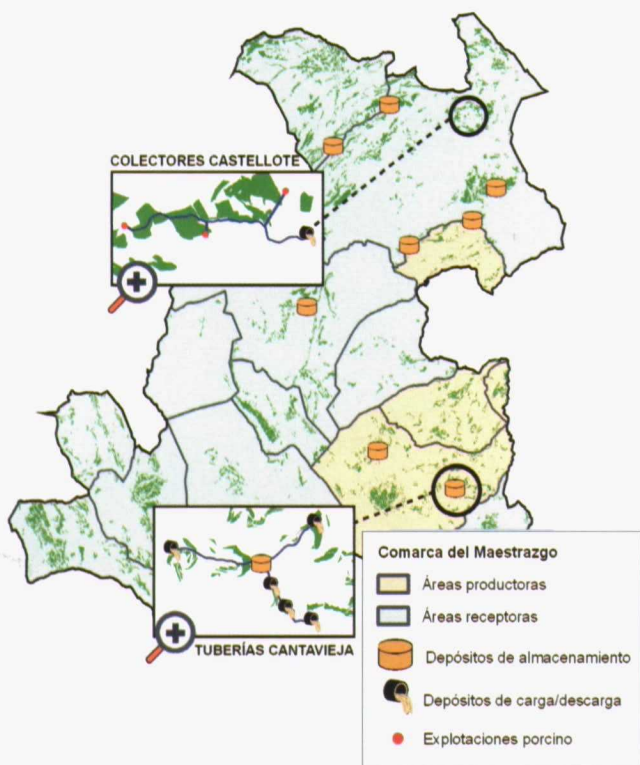 COLECTORES CASTELLOTE
TUBERÍAS CANTAVIEJA
Comarca del Maestrazgo
Áreas productoras
Áreas receptoras
Depósitos de almacenamiento
Depósitos de carga/descarga
Explotaciones porcino